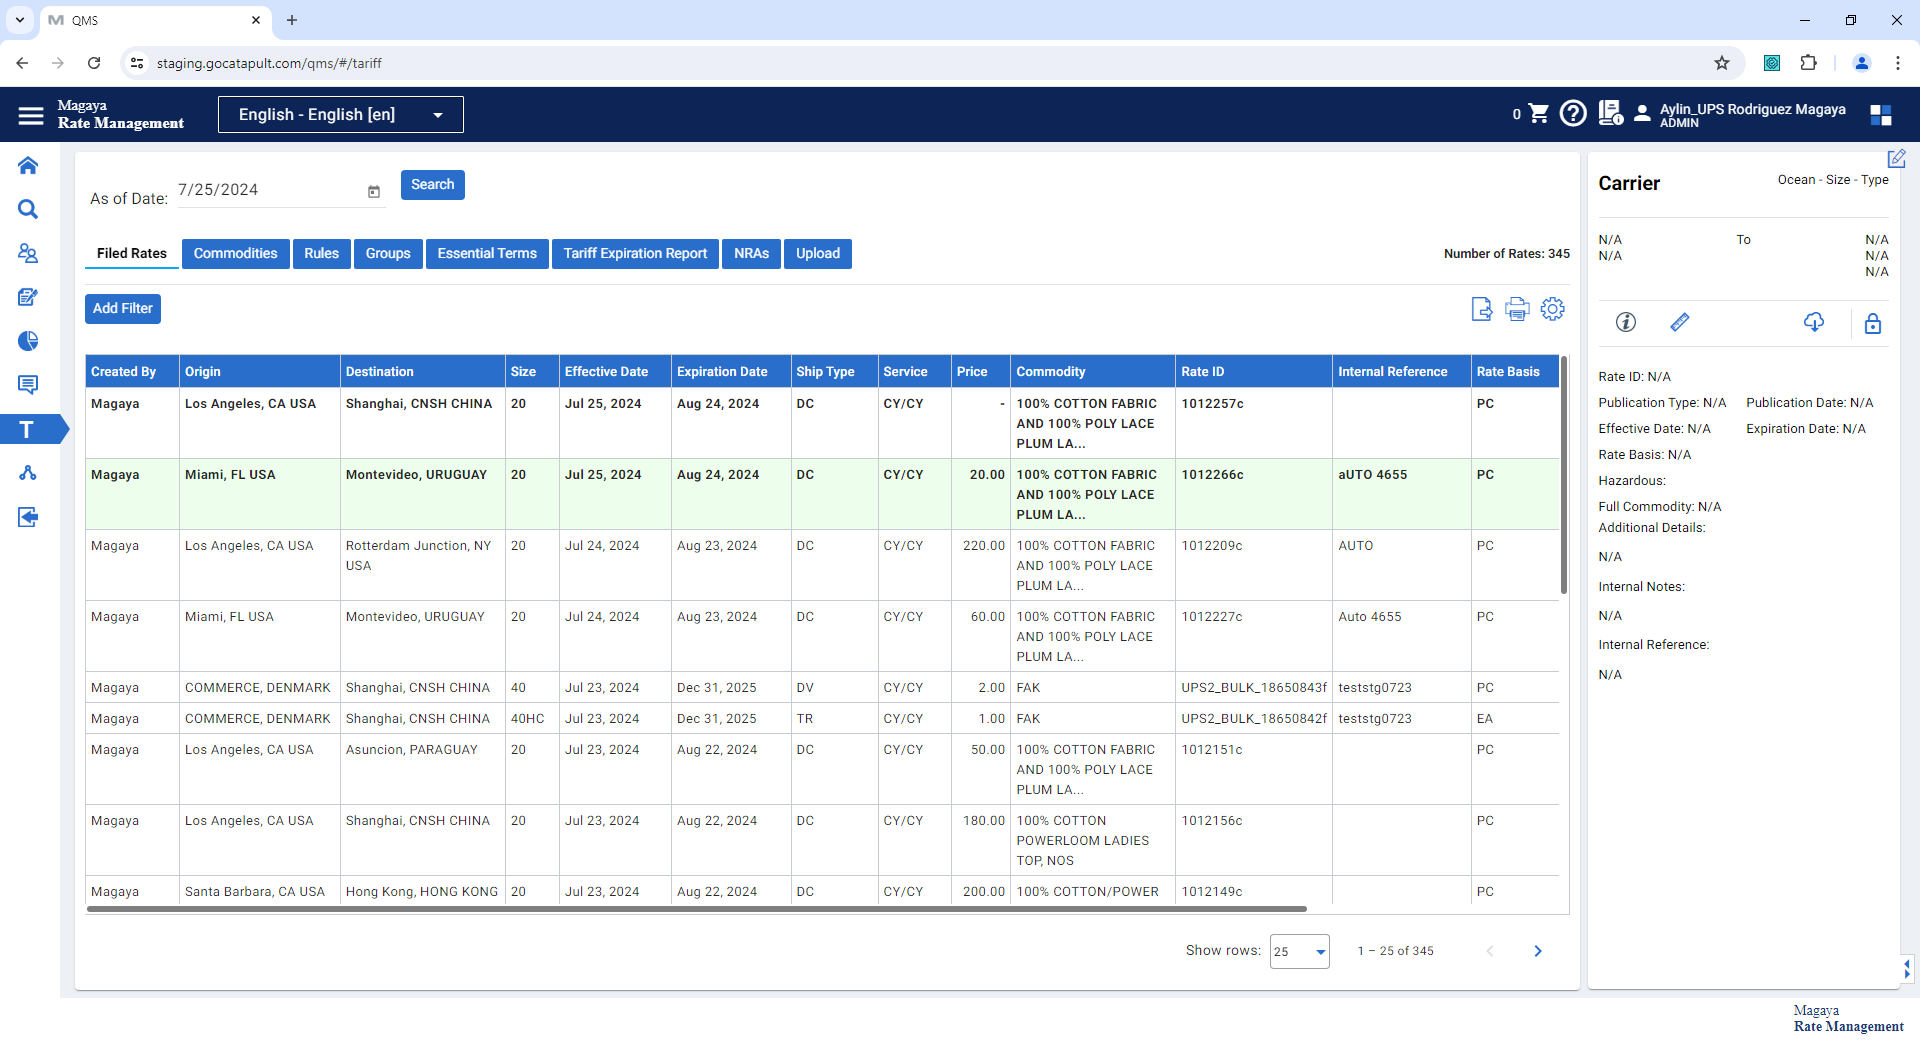 QMS
staging.gocatapult.com/qms/#/tariff
Magaya
Rate Management
English - English [en]
0
Aylin_UPS Rodriguez Magaya
ADMIN
As of Date: 7/25/2024
Search
Filed Rates Commodities Rules Groups Essential Terms Tariff Expiration Report NRAs Upload
Number of Rates: 345
Add Filter
Created By Origin Destination Size Effective Date Expiration Date Ship Type Service Price Commodity Rate ID Internal Reference Rate Basis
Magaya Los Angeles, CA USA Shanghai, CNSH CHINA 20 Jul 25, 2024 Aug 24, 2024 DC CY/CY - 100% COTTON FABRIC 1012257c PC
AND 100% POLY LACE
PLUM LA...
Magaya Miami, FL USA Montevideo, URUGUAY 20 Jul 25, 2024 Aug 24, 2024 DC CY/CY 20.00 100% COTTON FABRIC 1012266c aUTO 4655 PC
AND 100% POLY LACE
PLUM LA...
Magaya Los Angeles, CA USA Rotterdam Junction, NY 20 Jul 24, 2024 Aug 23, 2024 DC CY/CY 220.00 100% COTTON FABRIC 1012209c AUTO PC
USA AND 100% POLY LACE
PLUM LA...
Magaya Miami, FL USA Montevideo, URUGUAY 20 Jul 24, 2024 Aug 23, 2024 DC CY/CY 60.00 100% COTTON FABRIC 1012227c Auto 4655 PC
AND 100% POLY LACE
PLUM LA...
Magaya COMMERCE, DENMARK Shanghai, CNSH CHINA 40 Jul 23, 2024 Dec 31, 2025 DV CY/CY 2.00 FAK UPS2_BULK_18650843f teststg0723 PC
Magaya COMMERCE, DENMARK Shanghai, CNSH CHINA 40HC Jul 23, 2024 Dec 31, 2025 TR CY/CY 1.00 FAK UPS2_BULK_18650842f teststg0723 EA
Magaya Los Angeles, CA USA Asuncion, PARAGUAY 20 Jul 23, 2024 Aug 22, 2024 DC CY/CY 50.00 100% COTTON FABRIC 1012151c PC
AND 100% POLY LACE
PLUM LA...
Magaya Los Angeles, CA USA Shanghai, CNSH CHINA 20 Jul 23, 2024 Aug 22, 2024 DC CY/CY 180.00 100% COTTON 1012156c PC
POWERLOOM LADIES
TOP, NOS
Magaya Santa Barbara, CA USA Hong Kong, HONG KONG 20 Jul 23, 2024 Aug 22, 2024 DC CY/CY 200.00 100% COTTON/POWER 1012149c PC
Show rows: 25 1 – 25 of 345
Carrier
Ocean - Size - Type
N/A To N/A
N/A N/A
N/A
Rate ID: N/A
Publication Type: N/A Publication Date: N/A
Effective Date: N/A Expiration Date: N/A
Rate Basis: N/A
Hazardous:
Full Commodity: N/A
Additional Details:
N/A
Internal Notes:
N/A
Internal Reference:
N/A
T
Magaya
Rate Management